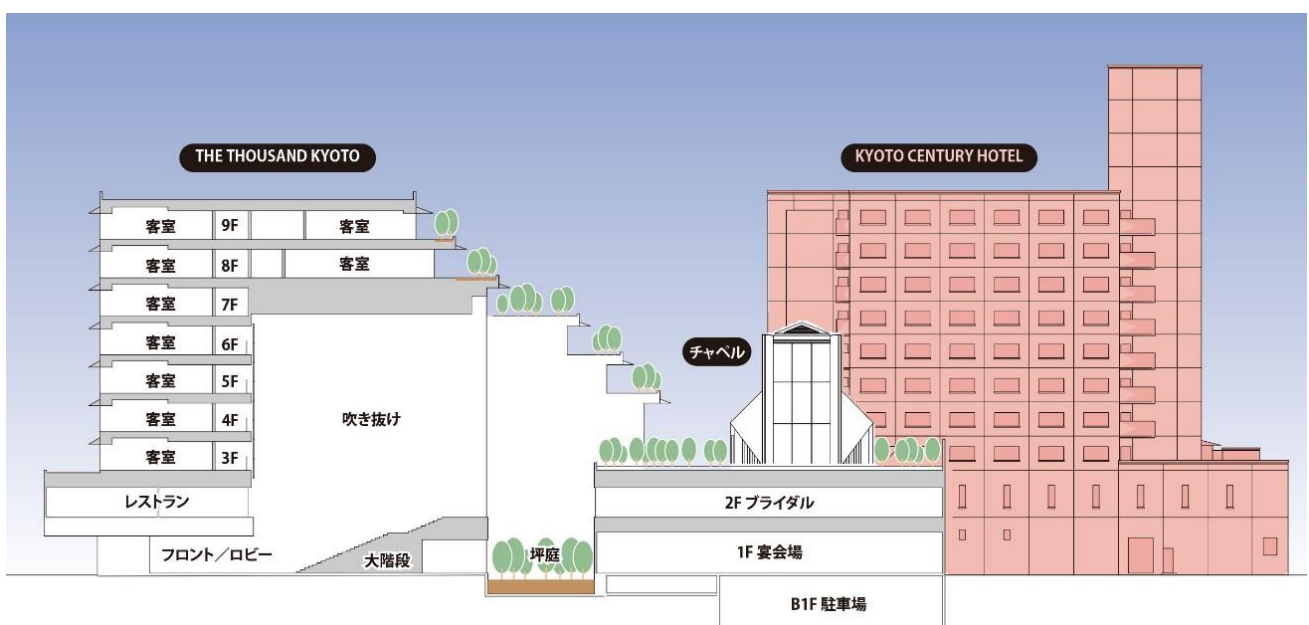 THE THOUSAND KYOTO
KYOTO CENTURY HOTEL
客室 9F 客室
客室 8F 客室
客室 7F
客室 6F
チャペル
客室 5F
客室 4F 吹き抜け
客室 3F
レストラン
2F ブライダル
フロント/ロビー
大階段
坪庭
1F 宴会場
B1F 駐車場